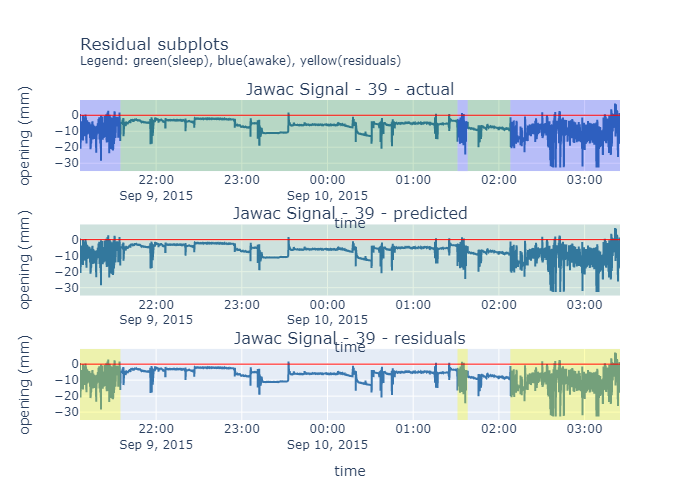 Residual subplots
Legend: green(sleep), blue(awake), yellow(residuals)
Jawac Signal - 39 - actual
opening (mm)
0
−10
−20
−30
22:00 23:00 00:00 01:00 02:00 03:00
Sep 9, 2015 Sep 10, 2015
time
Jawac Signal - 39 - predicted
opening (mm)
0
−10
−20
−30
22:00 23:00 00:00 01:00 02:00 03:00
Sep 9, 2015 Sep 10, 2015
time
Jawac Signal - 39 - residuals
opening (mm)
0
−10
−20
−30
22:00 23:00 00:00 01:00 02:00 03:00
Sep 9, 2015 Sep 10, 2015
time